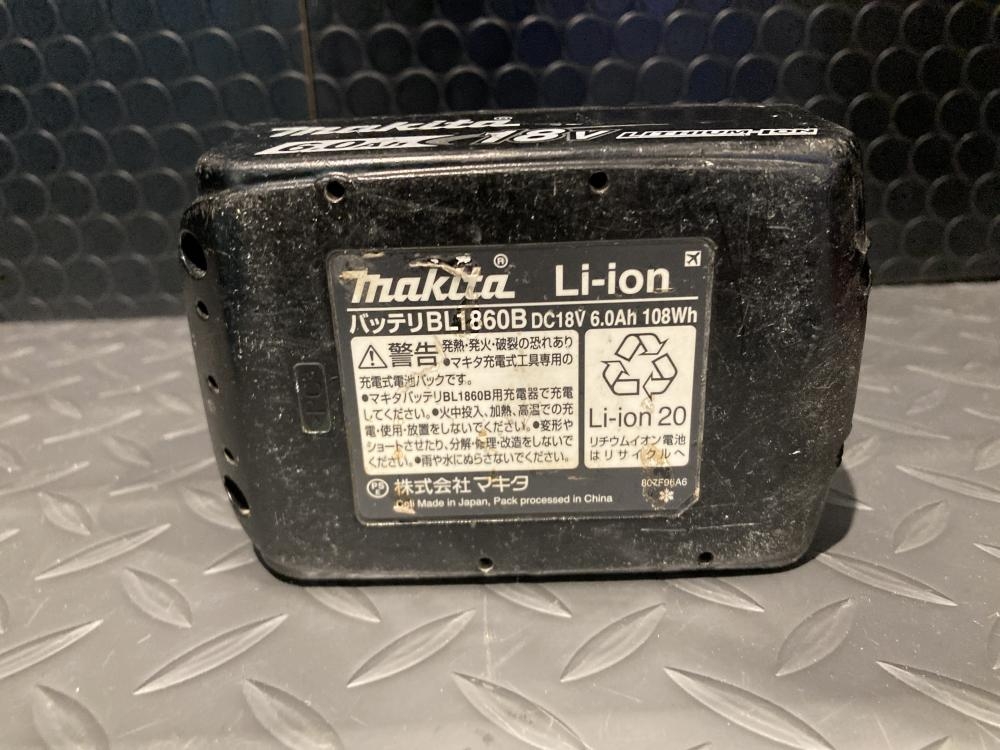 makita
6.0Ah 18V LITHIUM-ION
makita® Li-ion
バッテリBL1860B DC18V 6.0Ah 108Wh
警告 発熱・発火・破裂の恐れあり
●マキタ充電式工具専用の
充電式電池パックです。
●マキタバッテリBL1860B用充電器で充電
してください。●火中投入、加熱、高温での充
電・使用・放置をしないでください。●変形や
ショートさせたり、分解・修理・改造をしないで
ください。●雨や水にぬらさないでください。
Li-ion 20
リチウムイオン電池
はリサイクルへ
PS E 株式会社 マキタ
Cell Made in Japan, Pack processed in China